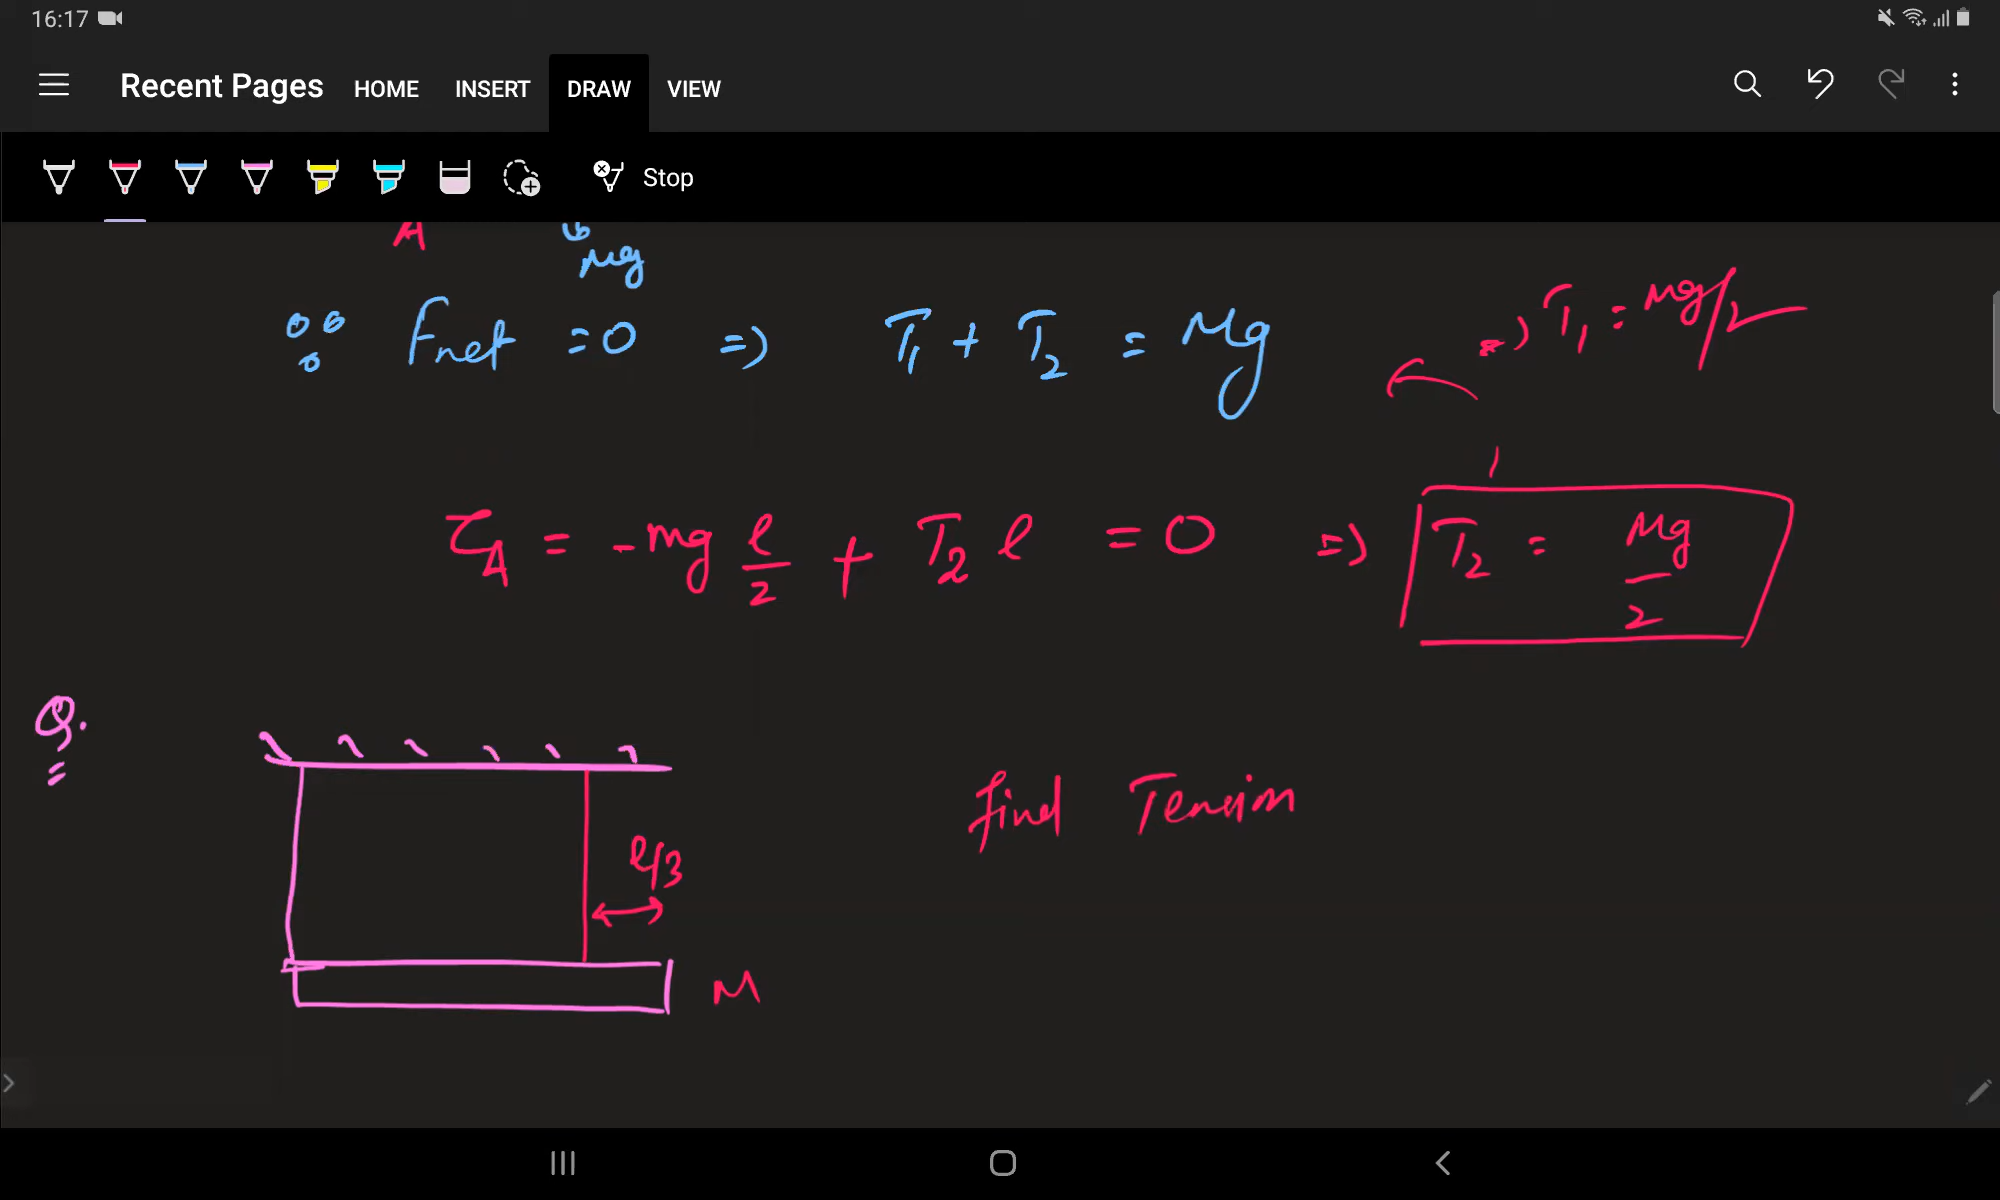 16:17
Recent Pages HOME INSERT DRAW VIEW
Stop
A
Mg
∴ Fnet = 0 ⇒ T₁ + T₂ = Mg
⇒ T₁ = Mg/2
τ_A = -mg l/2 + T₂ l = 0 ⇒ T₂ = Mg/2
Q.
find Tension
l/3
M